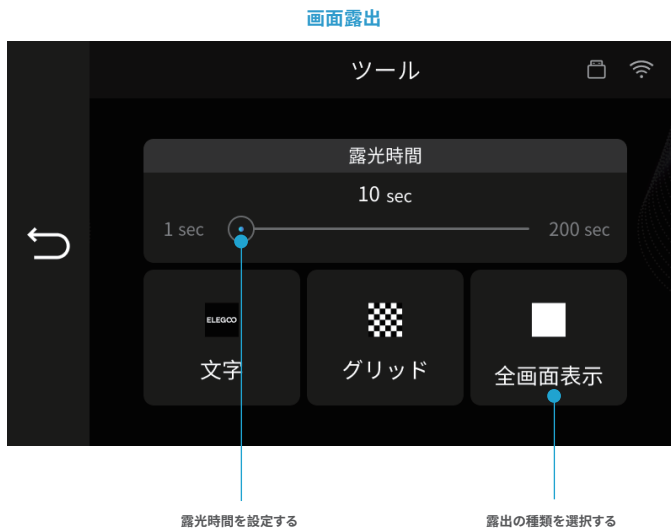 画面露出
ツール
露光時間
10 sec
1 sec
200 sec
ELEGOO
文字
グリッド
全画面表示
露光時間を設定する
露出の種類を選択する